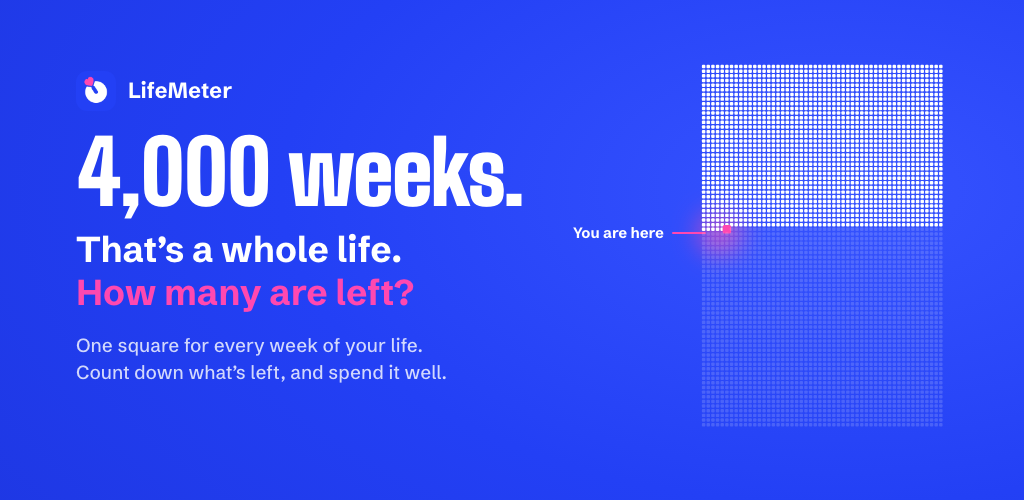 LifeMeter
4,000 weeks.
That’s a whole life.
How many are left?
One square for every week of your life.
Count down what’s left, and spend it well.
You are here